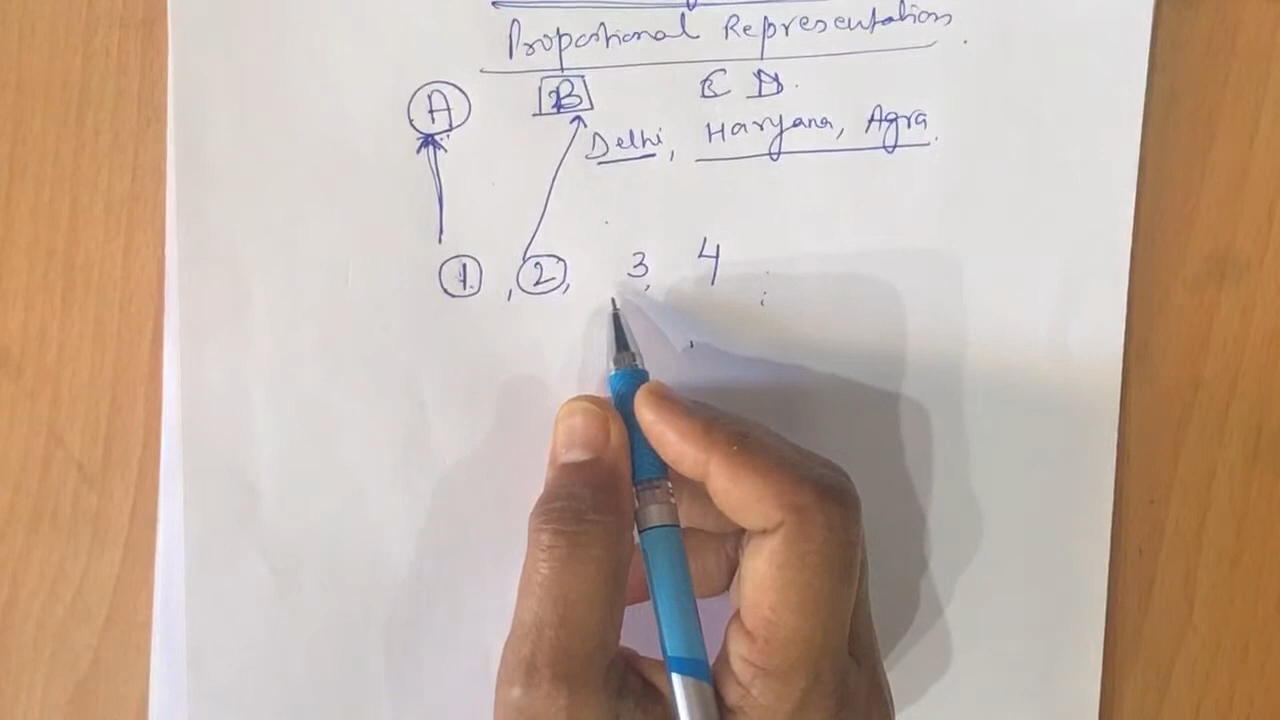 Proportional Representation.
A B C D.
Delhi, Haryana, Agra.
1, 2, 3, 4